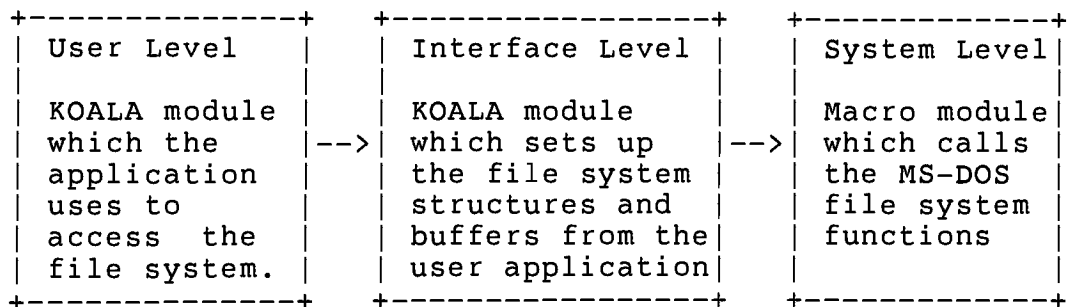 +---------------+   +-----------------+   +--------------+
| User Level    |   | Interface Level |   | System Level|
|               |   |                 |   |              |
| KOALA module  |   | KOALA module    |   | Macro module|
| which the     |-->| which sets up   |-->| which calls |
| application   |   | the file system |   | the MS-DOS  |
| uses to       |   | structures and  |   | file system |
| access  the   |   | buffers from the|   | functions   |
| file system.  |   | user application|   |              |
+---------------+   +-----------------+   +--------------+